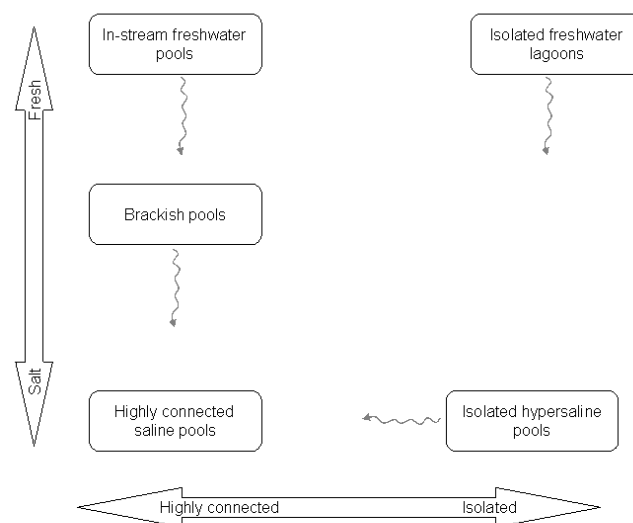 In-stream freshwater
pools
Isolated freshwater
lagoons
Fresh
Brackish pools
Salt
Highly connected
saline pools
Isolated hypersaline
pools
Highly connected
Isolated